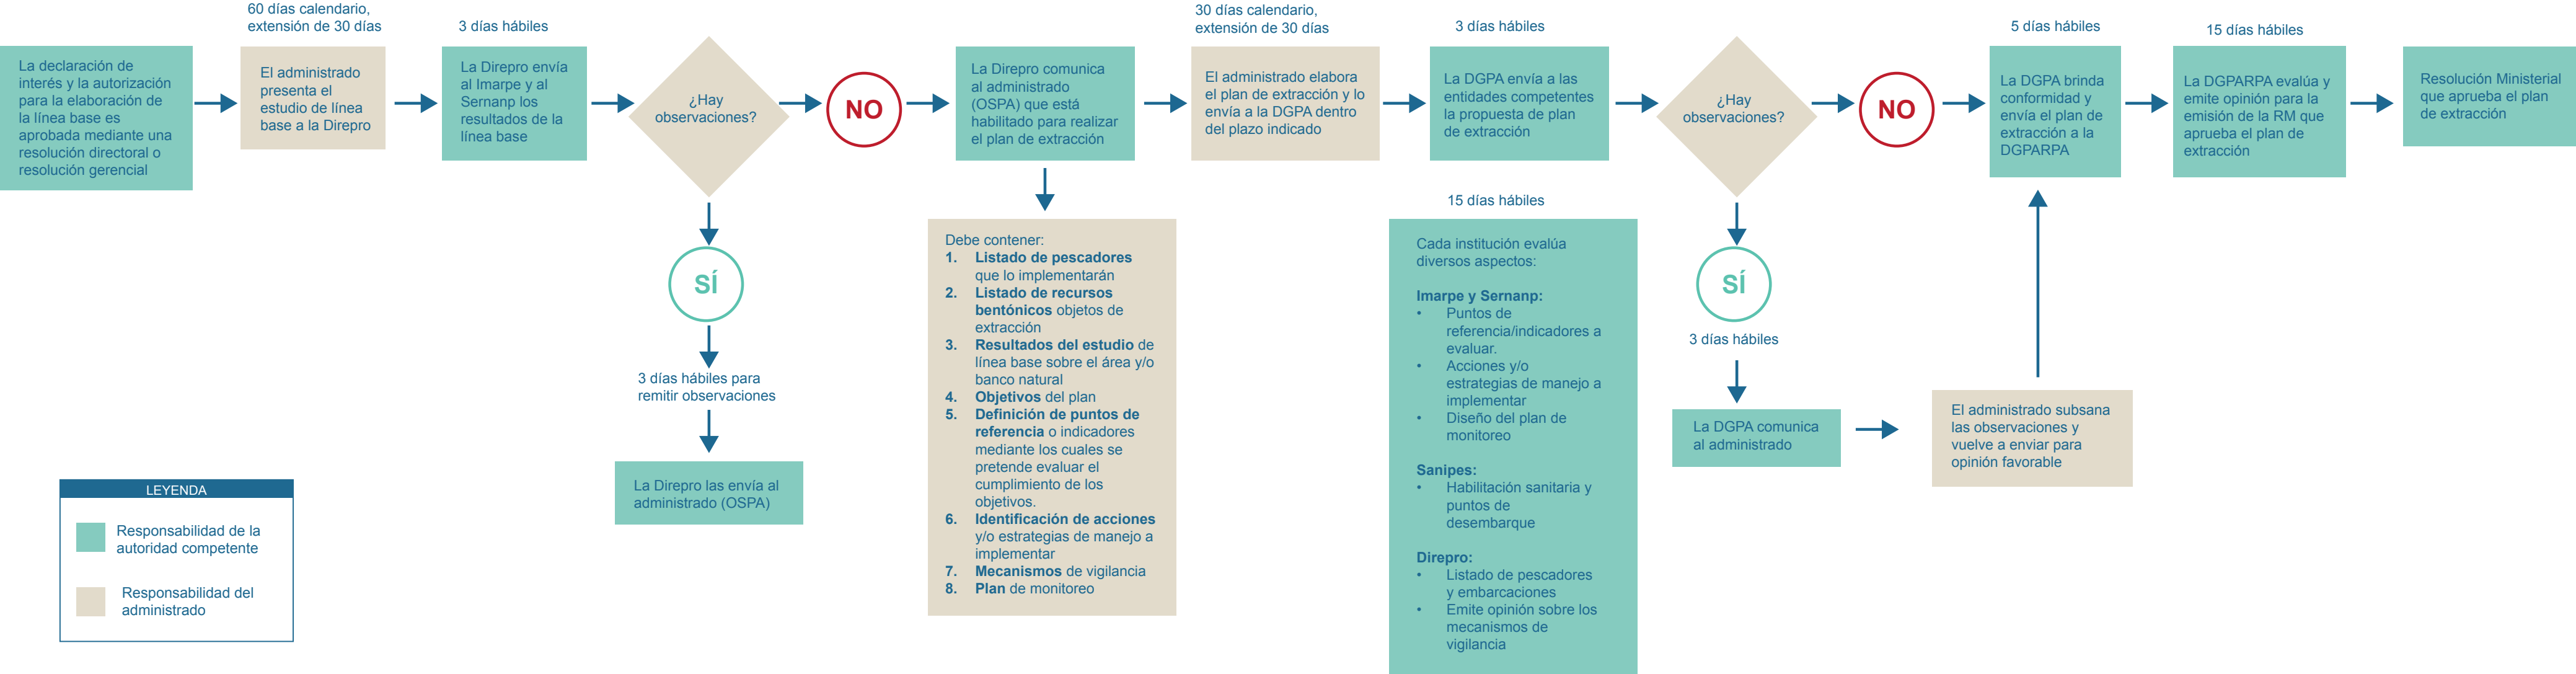 La declaración de
interés y la autorización
para la elaboración de
la línea base es
aprobada mediante una
resolución directoral o
resolución gerencial
60 días calendario,
extensión de 30 días
El administrado
presenta el
estudio de línea
base a la Direpro
3 días hábiles
La Direpro envía
al Imarpe y al
Sernanp los
resultados de la
línea base
¿Hay
observaciones?
NO
SÍ
3 días hábiles para
remitir observaciones
La Direpro las envía al
administrado (OSPA)
La Direpro comunica
al administrado
(OSPA) que está
habilitado para realizar
el plan de extracción
Debe contener:
1. Listado de pescadores
que lo implementarán
2. Listado de recursos
bentónicos objetos de
extracción
3. Resultados del estudio de
línea base sobre el área y/o
banco natural
4. Objetivos del plan
5. Definición de puntos de
referencia o indicadores
mediante los cuales se
pretende evaluar el
cumplimiento de los
objetivos.
6. Identificación de acciones
y/o estrategias de manejo a
implementar
7. Mecanismos de vigilancia
8. Plan de monitoreo
30 días calendario,
extensión de 30 días
El administrado elabora
el plan de extracción y lo
envía a la DGPA dentro
del plazo indicado
3 días hábiles
La DGPA envía a las
entidades competentes
la propuesta de plan
de extracción
15 días hábiles
Cada institución evalúa
diversos aspectos:
Imarpe y Sernanp:
• Puntos de
referencia/indicadores a
evaluar.
• Acciones y/o
estrategias de manejo a
implementar
• Diseño del plan de
monitoreo
Sanipes:
• Habilitación sanitaria y
puntos de
desembarque
Direpro:
• Listado de pescadores
y embarcaciones
• Emite opinión sobre los
mecanismos de
vigilancia
¿Hay
observaciones?
NO
SÍ
3 días hábiles
La DGPA comunica
al administrado
El administrado subsana
las observaciones y
vuelve a enviar para
opinión favorable
5 días hábiles
La DGPA brinda
conformidad y
envía el plan de
extracción a la
DGPARPA
15 días hábiles
La DGPARPA evalúa y
emite opinión para la
emisión de la RM que
aprueba el plan de
extracción
Resolución Ministerial
que aprueba el plan
de extracción
LEYENDA
Responsabilidad de la
autoridad competente
Responsabilidad del
administrado